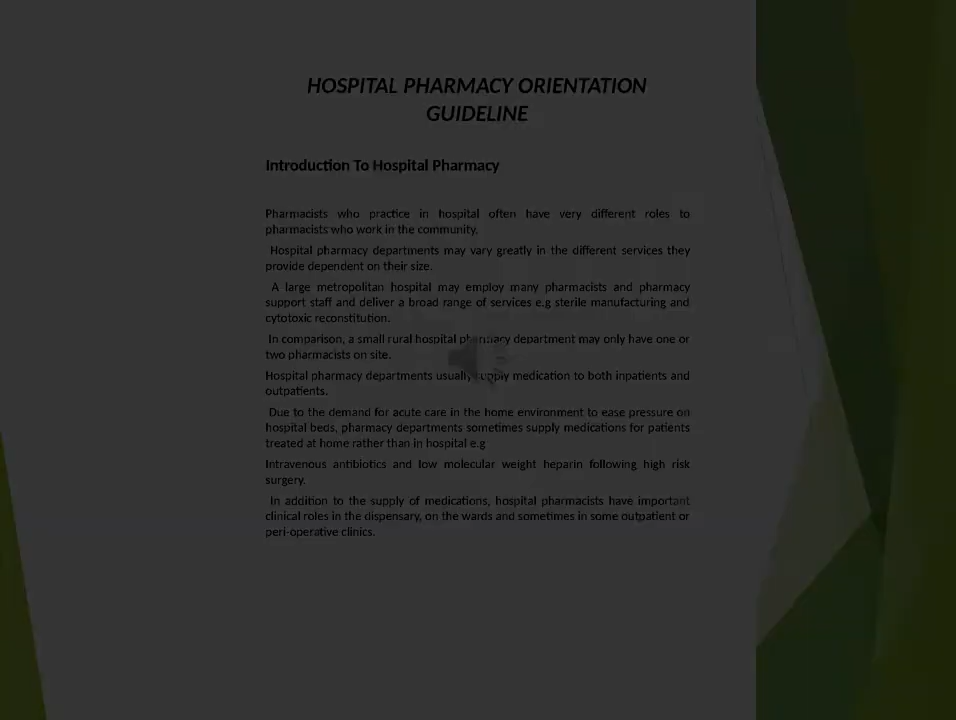 HOSPITAL PHARMACY ORIENTATION
GUIDELINE
Introduction To Hospital Pharmacy
Pharmacists who practice in hospital often have very different roles to
pharmacists who work in the community.
Hospital pharmacy departments may vary greatly in the different services they
provide dependent on their size.
A large metropolitan hospital may employ many pharmacists and pharmacy
support staff and deliver a broad range of services e.g sterile manufacturing and
cytotoxic reconstitution.
In comparison, a small rural hospital pharmacy department may only have one or
two pharmacists on site.
Hospital pharmacy departments usually supply medication to both inpatients and
outpatients.
Due to the demand for acute care in the home environment to ease pressure on
hospital beds, pharmacy departments sometimes supply medications for patients
treated at home rather than in hospital e.g
Intravenous antibiotics and low molecular weight heparin following high risk
surgery.
In addition to the supply of medications, hospital pharmacists have important
clinical roles in the dispensary, on the wards and sometimes in some outpatient or
peri-operative clinics.